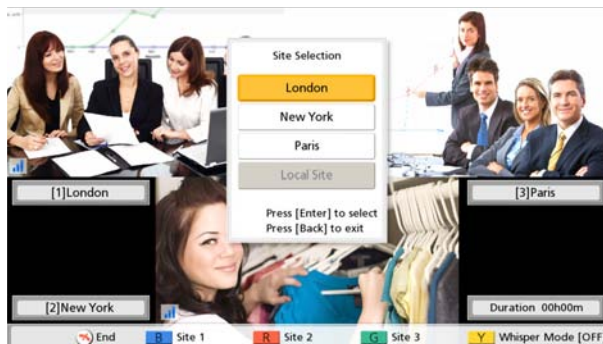 Site Selection
London
New York
Paris
Local Site
Press [Enter] to select
Press [Back] to exit
[1]London
[3]Paris
[2]New York
Duration 00h00m
End
B Site 1
R Site 2
G Site 3
Y Whisper Mode [OFF